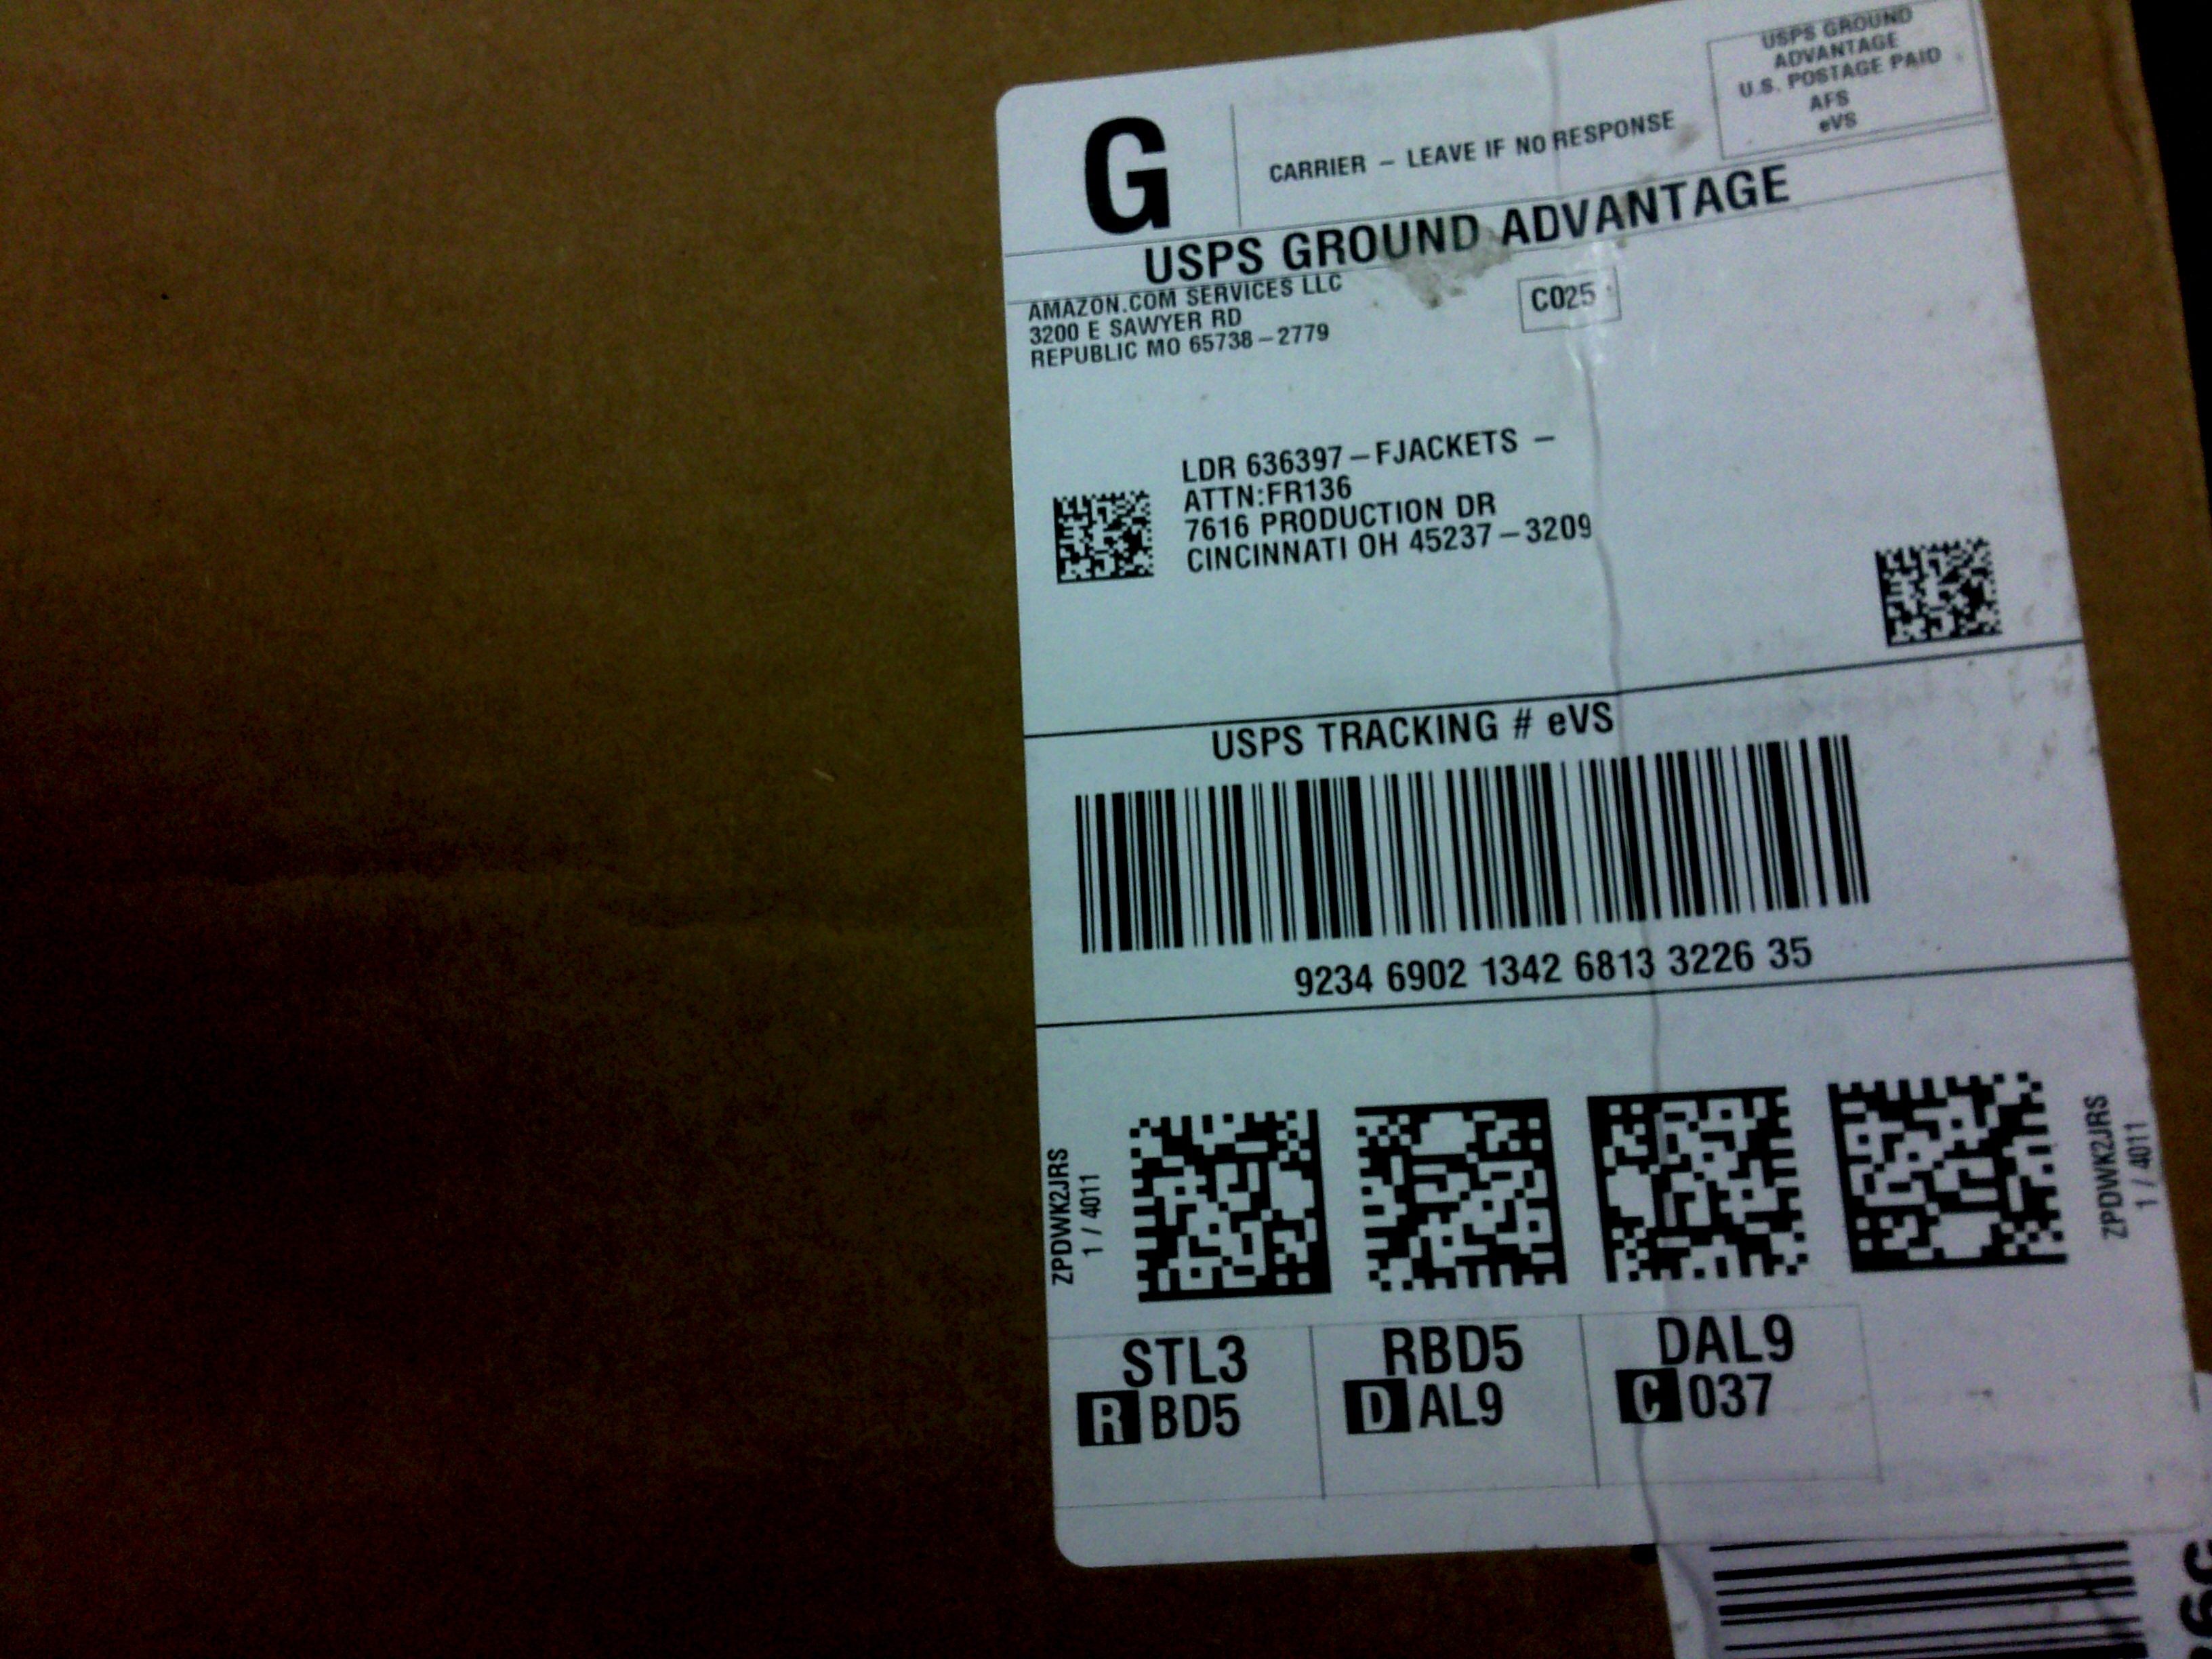 USPS GROUND
ADVANTAGE
U.S. POSTAGE PAID
AFS
eVS
G
CARRIER – LEAVE IF NO RESPONSE
USPS GROUND ADVANTAGE
AMAZON.COM SERVICES LLC
3200 E SAWYER RD
REPUBLIC MO 65738–2779
C025
LDR 636397–FJACKETS –
ATTN:FR136
7616 PRODUCTION DR
CINCINNATI OH 45237–3209
USPS TRACKING # eVS
9234 6902 1342 6813 3226 35
ZPDWK2JRS
1 / 4011
ZPDWK2JRS
1 / 4011
STL3
RBD5
RBD5
DAL9
DAL9
C037